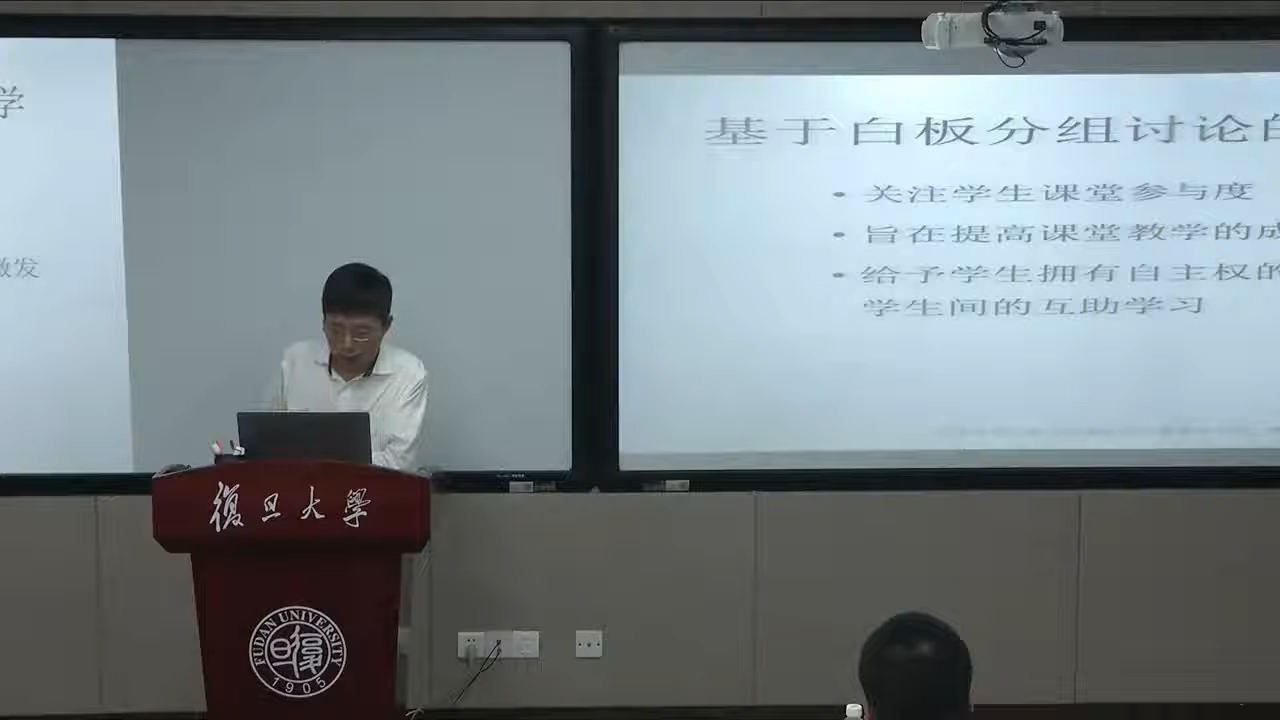 学
激发
基于白板分组讨论的
• 关注学生课堂参与度
• 旨在提高课堂教学的成
• 给予学生拥有自主权的
学生间的互助学习
復旦大學
FUDAN UNIVERSITY
復旦
1905